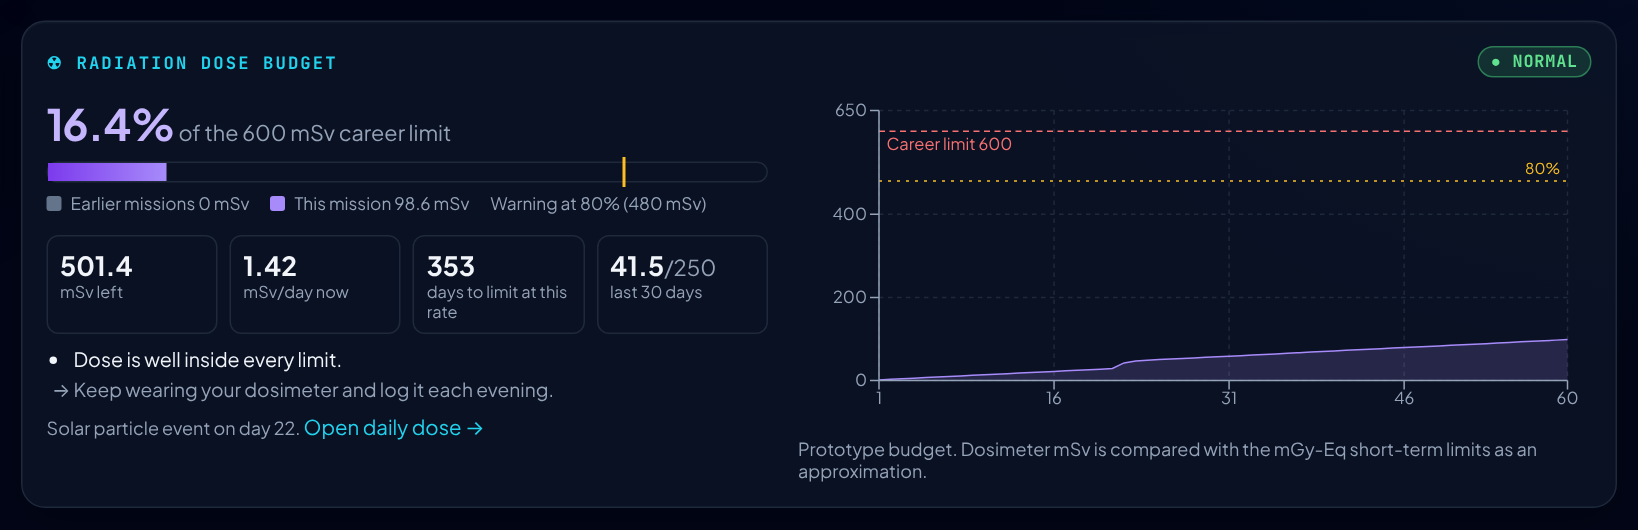 ☢ RADIATION DOSE BUDGET
● NORMAL
16.4% of the 600 mSv career limit
Earlier missions 0 mSv This mission 98.6 mSv Warning at 80% (480 mSv)
501.4
mSv left
1.42
mSv/day now
353
days to limit at this
rate
41.5/250
last 30 days
• Dose is well inside every limit.
→ Keep wearing your dosimeter and log it each evening.
Solar particle event on day 22. Open daily dose →
650
Career limit 600
80%
400
200
0
1 16 31 46 60
Prototype budget. Dosimeter mSv is compared with the mGy-Eq short-term limits as an
approximation.